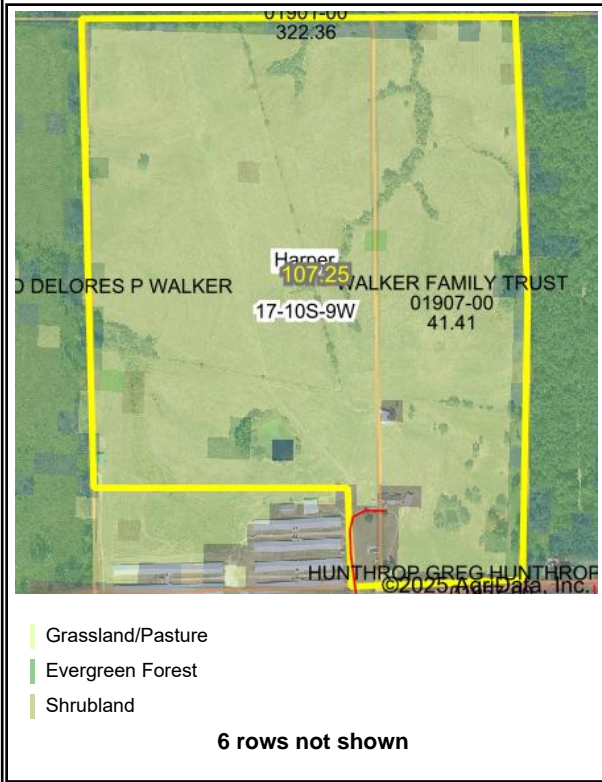 01901-00
322.36
Harper
107.25
D DELORES P WALKER
WALKER FAMILY TRUST
17-10S-9W
01907-00
41.41
HUNTHROP GREG HUNTHROP
©2025 AgriData, Inc.
Grassland/Pasture
Evergreen Forest
Shrubland
6 rows not shown